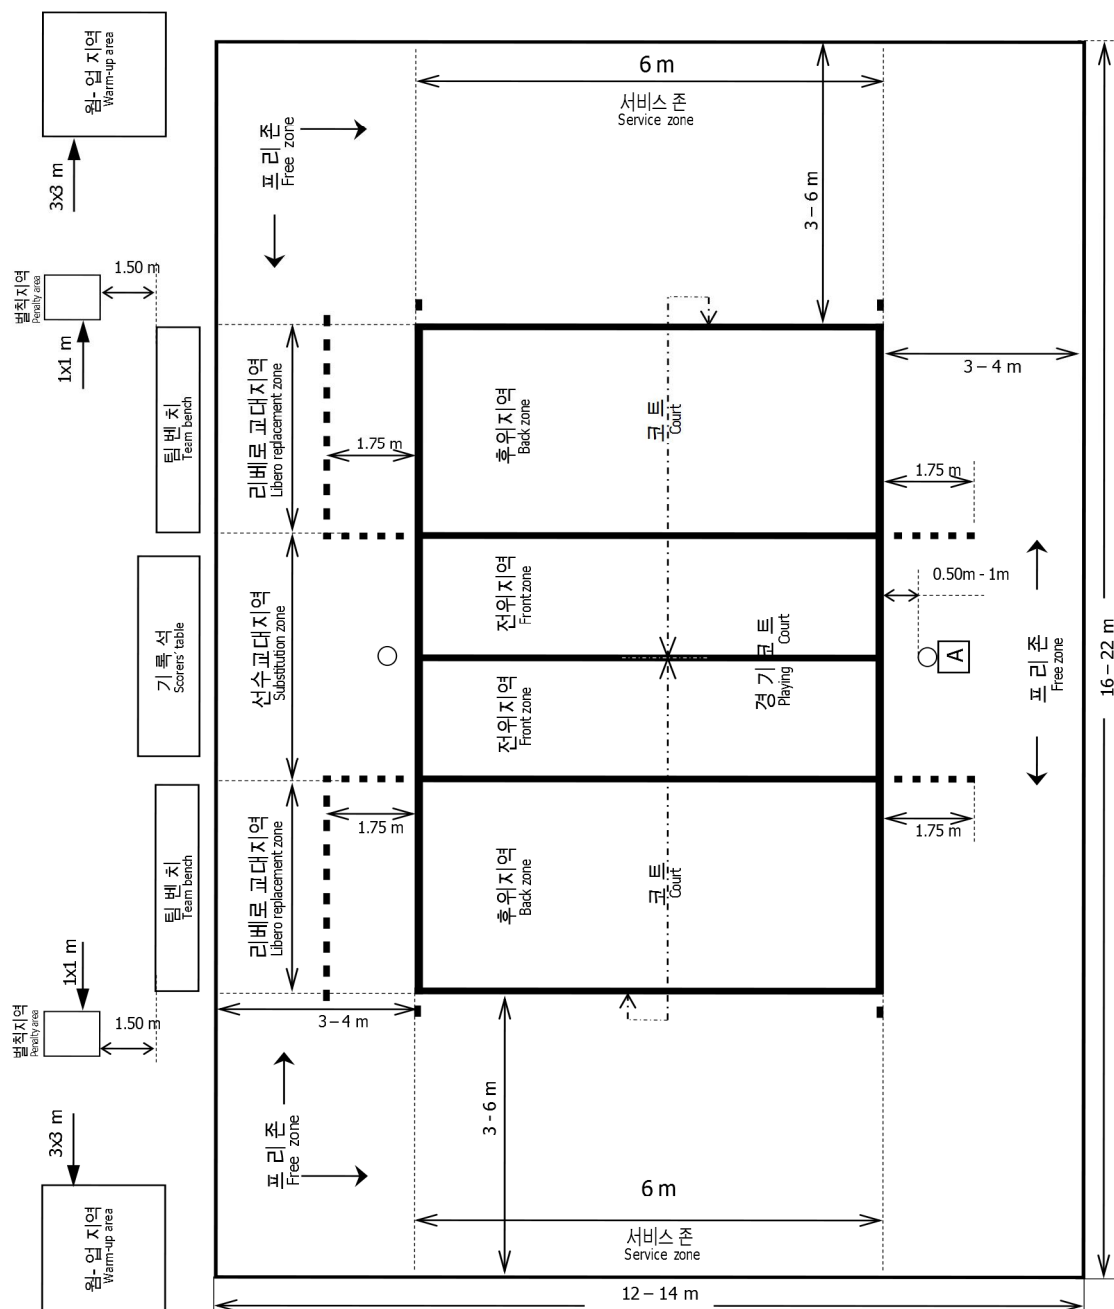 웜- 업 지역
Warm-up area
3x3 m
6 m
서비스 존
Service zone
프 리 존
Free zone
3 – 6 m
벌칙지역
Penalty area
1.50 m
1x1 m
3 – 4 m
팀 벤 치
Team bench
리베로 교대지역
Libero replacement zone
1.75 m
후위지역
Back zone
코 트
Court
1.75 m
기 록 석
Scorers' table
선수교대지역
Substitution zone
전위지역
Front zone
전위지역
Front zone
경 기 코 트
Playing Court
0.50m - 1m
A
프 리 존
Free zone
16 – 22 m
팀 벤 치
Team bench
리베로 교대지역
Libero replacement zone
1.75 m
후위지역
Back zone
코 트
Court
1.75 m
1x1 m
벌칙지역
Penalty area
1.50 m
3 – 4 m
3x3 m
프 리 존
Free zone
3 - 6 m
6 m
서비스 존
Service zone
웜- 업 지역
Warm-up area
12 – 14 m